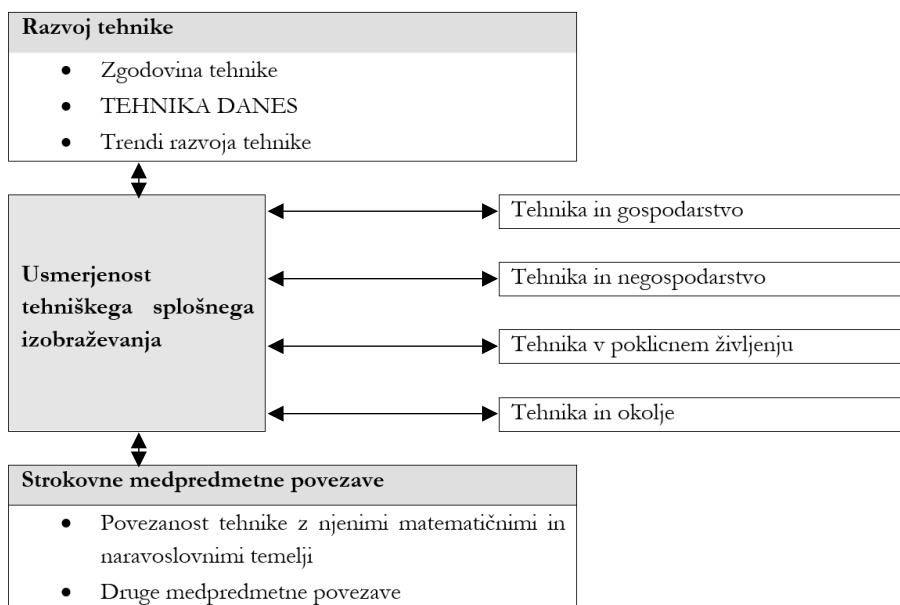 Razvoj tehnike
• Zgodovina tehnike
• TEHNIKA DANES
• Trendi razvoja tehnike
Usmerjenost
tehniškega splošnega
izobraževanja
Tehnika in gospodarstvo
Tehnika in negospodarstvo
Tehnika v poklicnem življenju
Tehnika in okolje
Strokovne medpredmetne povezave
• Povezanost tehnike z njenimi matematičnimi in
naravoslovnimi temelji
• Druge medpredmetne povezave